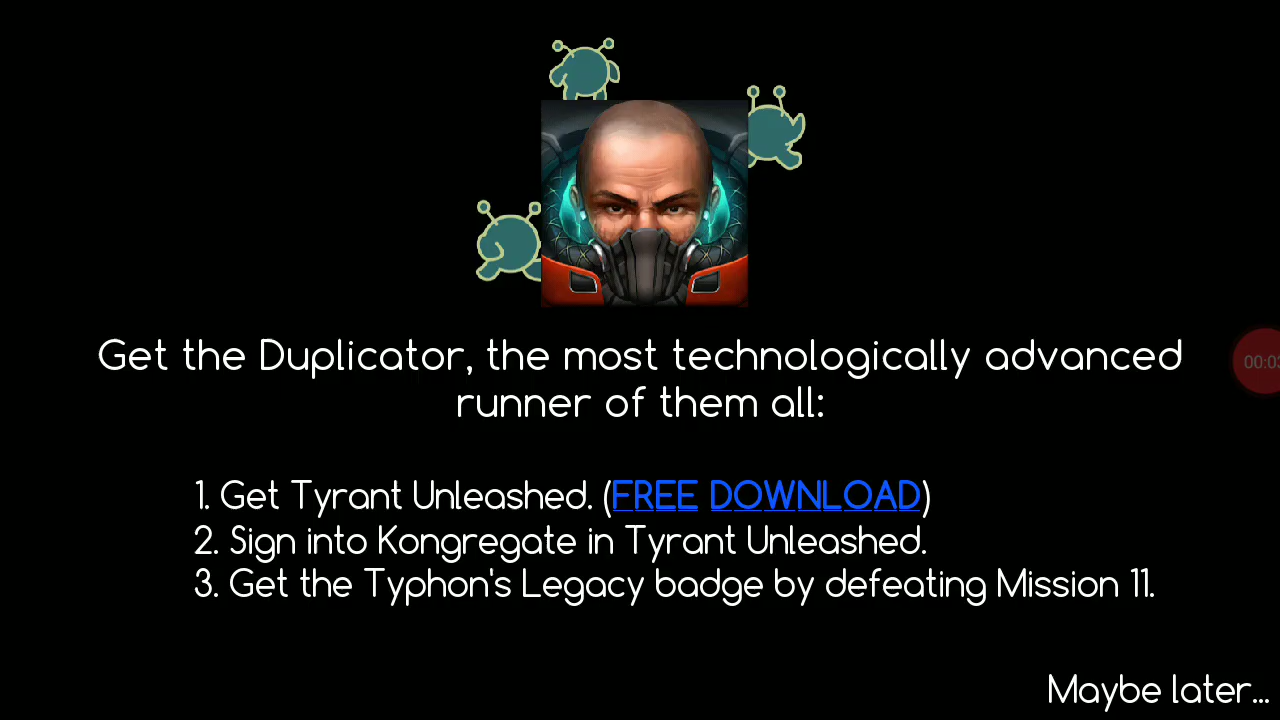 Get the Duplicator, the most technologically advanced
runner of them all:
1. Get Tyrant Unleashed. (FREE DOWNLOAD)
2. Sign into Kongregate in Tyrant Unleashed.
3. Get the Typhon's Legacy badge by defeating Mission 11.
Maybe later...